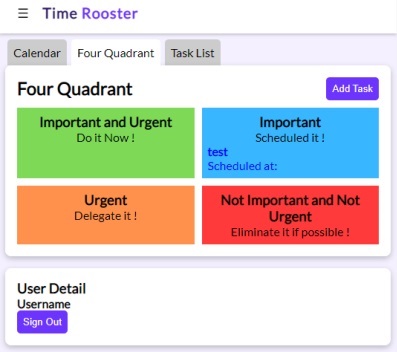 ☰ Time Rooster
Calendar Four Quadrant Task List
Four Quadrant Add Task
Important and Urgent
Do it Now !
Important
Scheduled it !
test
Scheduled at:
Urgent
Delegate it !
Not Important and Not
Urgent
Eliminate it if possible !
User Detail
Username
Sign Out